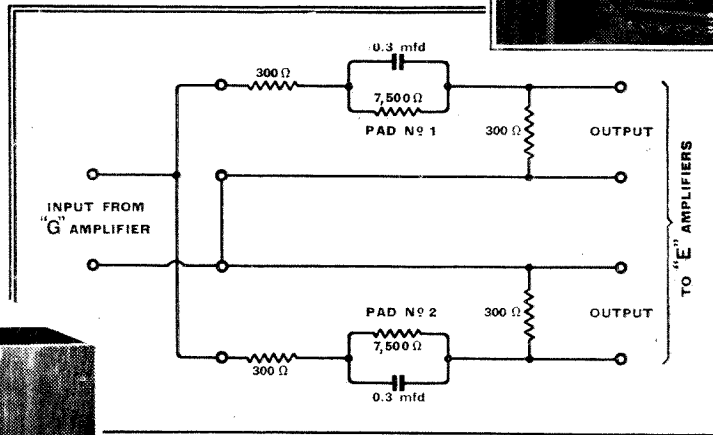 0.3 mfd
300 Ω
7,500 Ω
PAD Nº 1
300 Ω
OUTPUT
INPUT FROM
"G" AMPLIFIER
TO "E" AMPLIFIERS
PAD Nº 2
300 Ω
OUTPUT
7,500 Ω
300 Ω
0.3 mfd